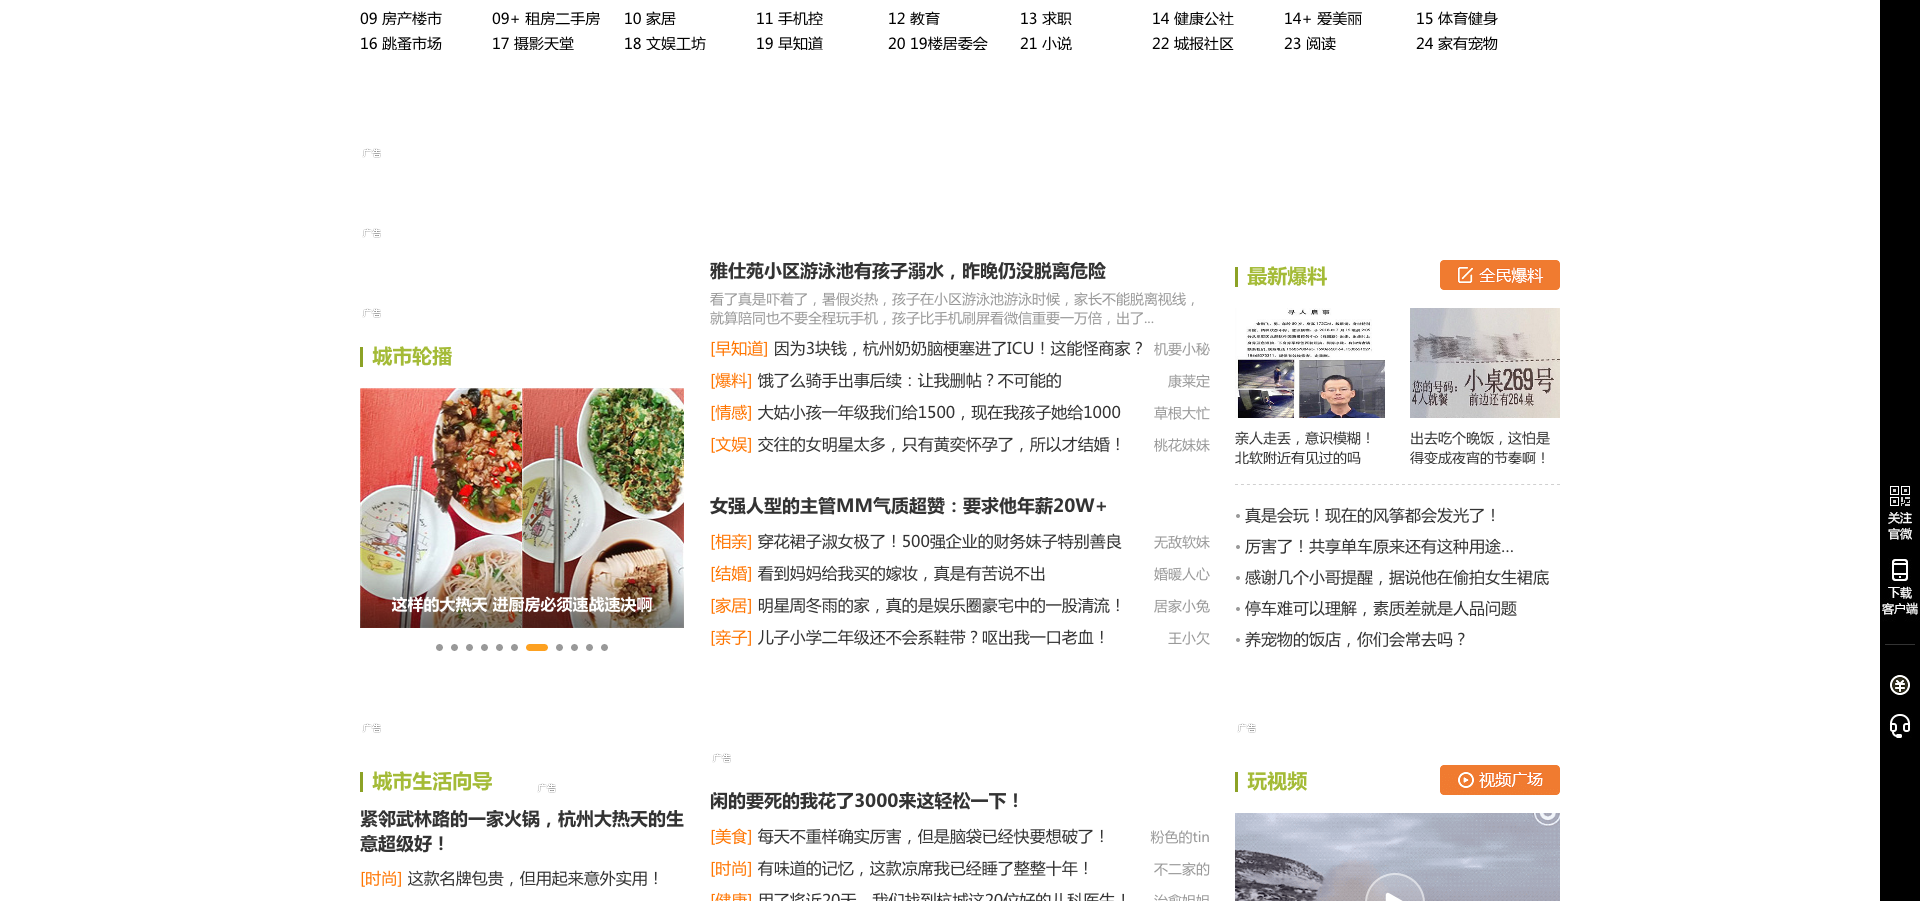 09 房产楼市 09+ 租房二手房 10 家居 11 手机控 12 教育 13 求职 14 健康公社 14+ 爱美丽 15 体育健身
16 跳蚤市场 17 摄影天堂 18 文娱工坊 19 早知道 20 19楼居委会 21 小说 22 城报社区 23 阅读 24 家有宠物
广告
广告
广告
城市轮播
这样的大热天 进厨房必须速战速决啊
雅仕苑小区游泳池有孩子溺水，昨晚仍没脱离危险
看了真是吓着了，暑假炎热，孩子在小区游泳池游泳时候，家长不能脱离视线，
就算陪同也不要全程玩手机，孩子比手机刷屏看微信重要一万倍，出了...
[早知道] 因为3块钱，杭州奶奶脑梗塞进了ICU！这能怪商家？ 机要小秘
[爆料] 饿了么骑手出事后续：让我删帖？不可能的 康莱定
[情感] 大姑小孩一年级我们给1500，现在我孩子她给1000 草根大忙
[文娱] 交往的女明星太多，只有黄奕怀孕了，所以才结婚！ 桃花妹妹
女强人型的主管MM气质超赞：要求他年薪20W+
[相亲] 穿花裙子淑女极了！500强企业的财务妹子特别善良 无敌软妹
[结婚] 看到妈妈给我买的嫁妆，真是有苦说不出 婚暖人心
[家居] 明星周冬雨的家，真的是娱乐圈豪宅中的一股清流！ 居家小兔
[亲子] 儿子小学二年级还不会系鞋带？呕出我一口老血！ 王小欠
最新爆料
全民爆料
寻人启事
您的号码：小桌269号
4人就餐 前边还有264桌
亲人走丢，意识模糊！
北软附近有见过的吗
出去吃个晚饭，这怕是
得变成夜宵的节奏啊！
• 真是会玩！现在的风筝都会发光了！
• 厉害了！共享单车原来还有这种用途...
• 感谢几个小哥提醒，据说他在偷拍女生裙底
• 停车难可以理解，素质差就是人品问题
• 养宠物的饭店，你们会常去吗？
关注
官微
下载
客户端
广告
广告
广告
城市生活向导
广告
紧邻武林路的一家火锅，杭州大热天的生
意超级好！
[时尚] 这款名牌包贵，但用起来意外实用！
闲的要死的我花了3000来这轻松一下！
[美食] 每天不重样确实厉害，但是脑袋已经快要想破了！ 粉色的tin
[时尚] 有味道的记忆，这款凉席我已经睡了整整十年！ 不二家的
[健康] 用了将近20天，我们找到杭城这20位好的儿科医生！ 治愈姐姐
玩视频
视频广场